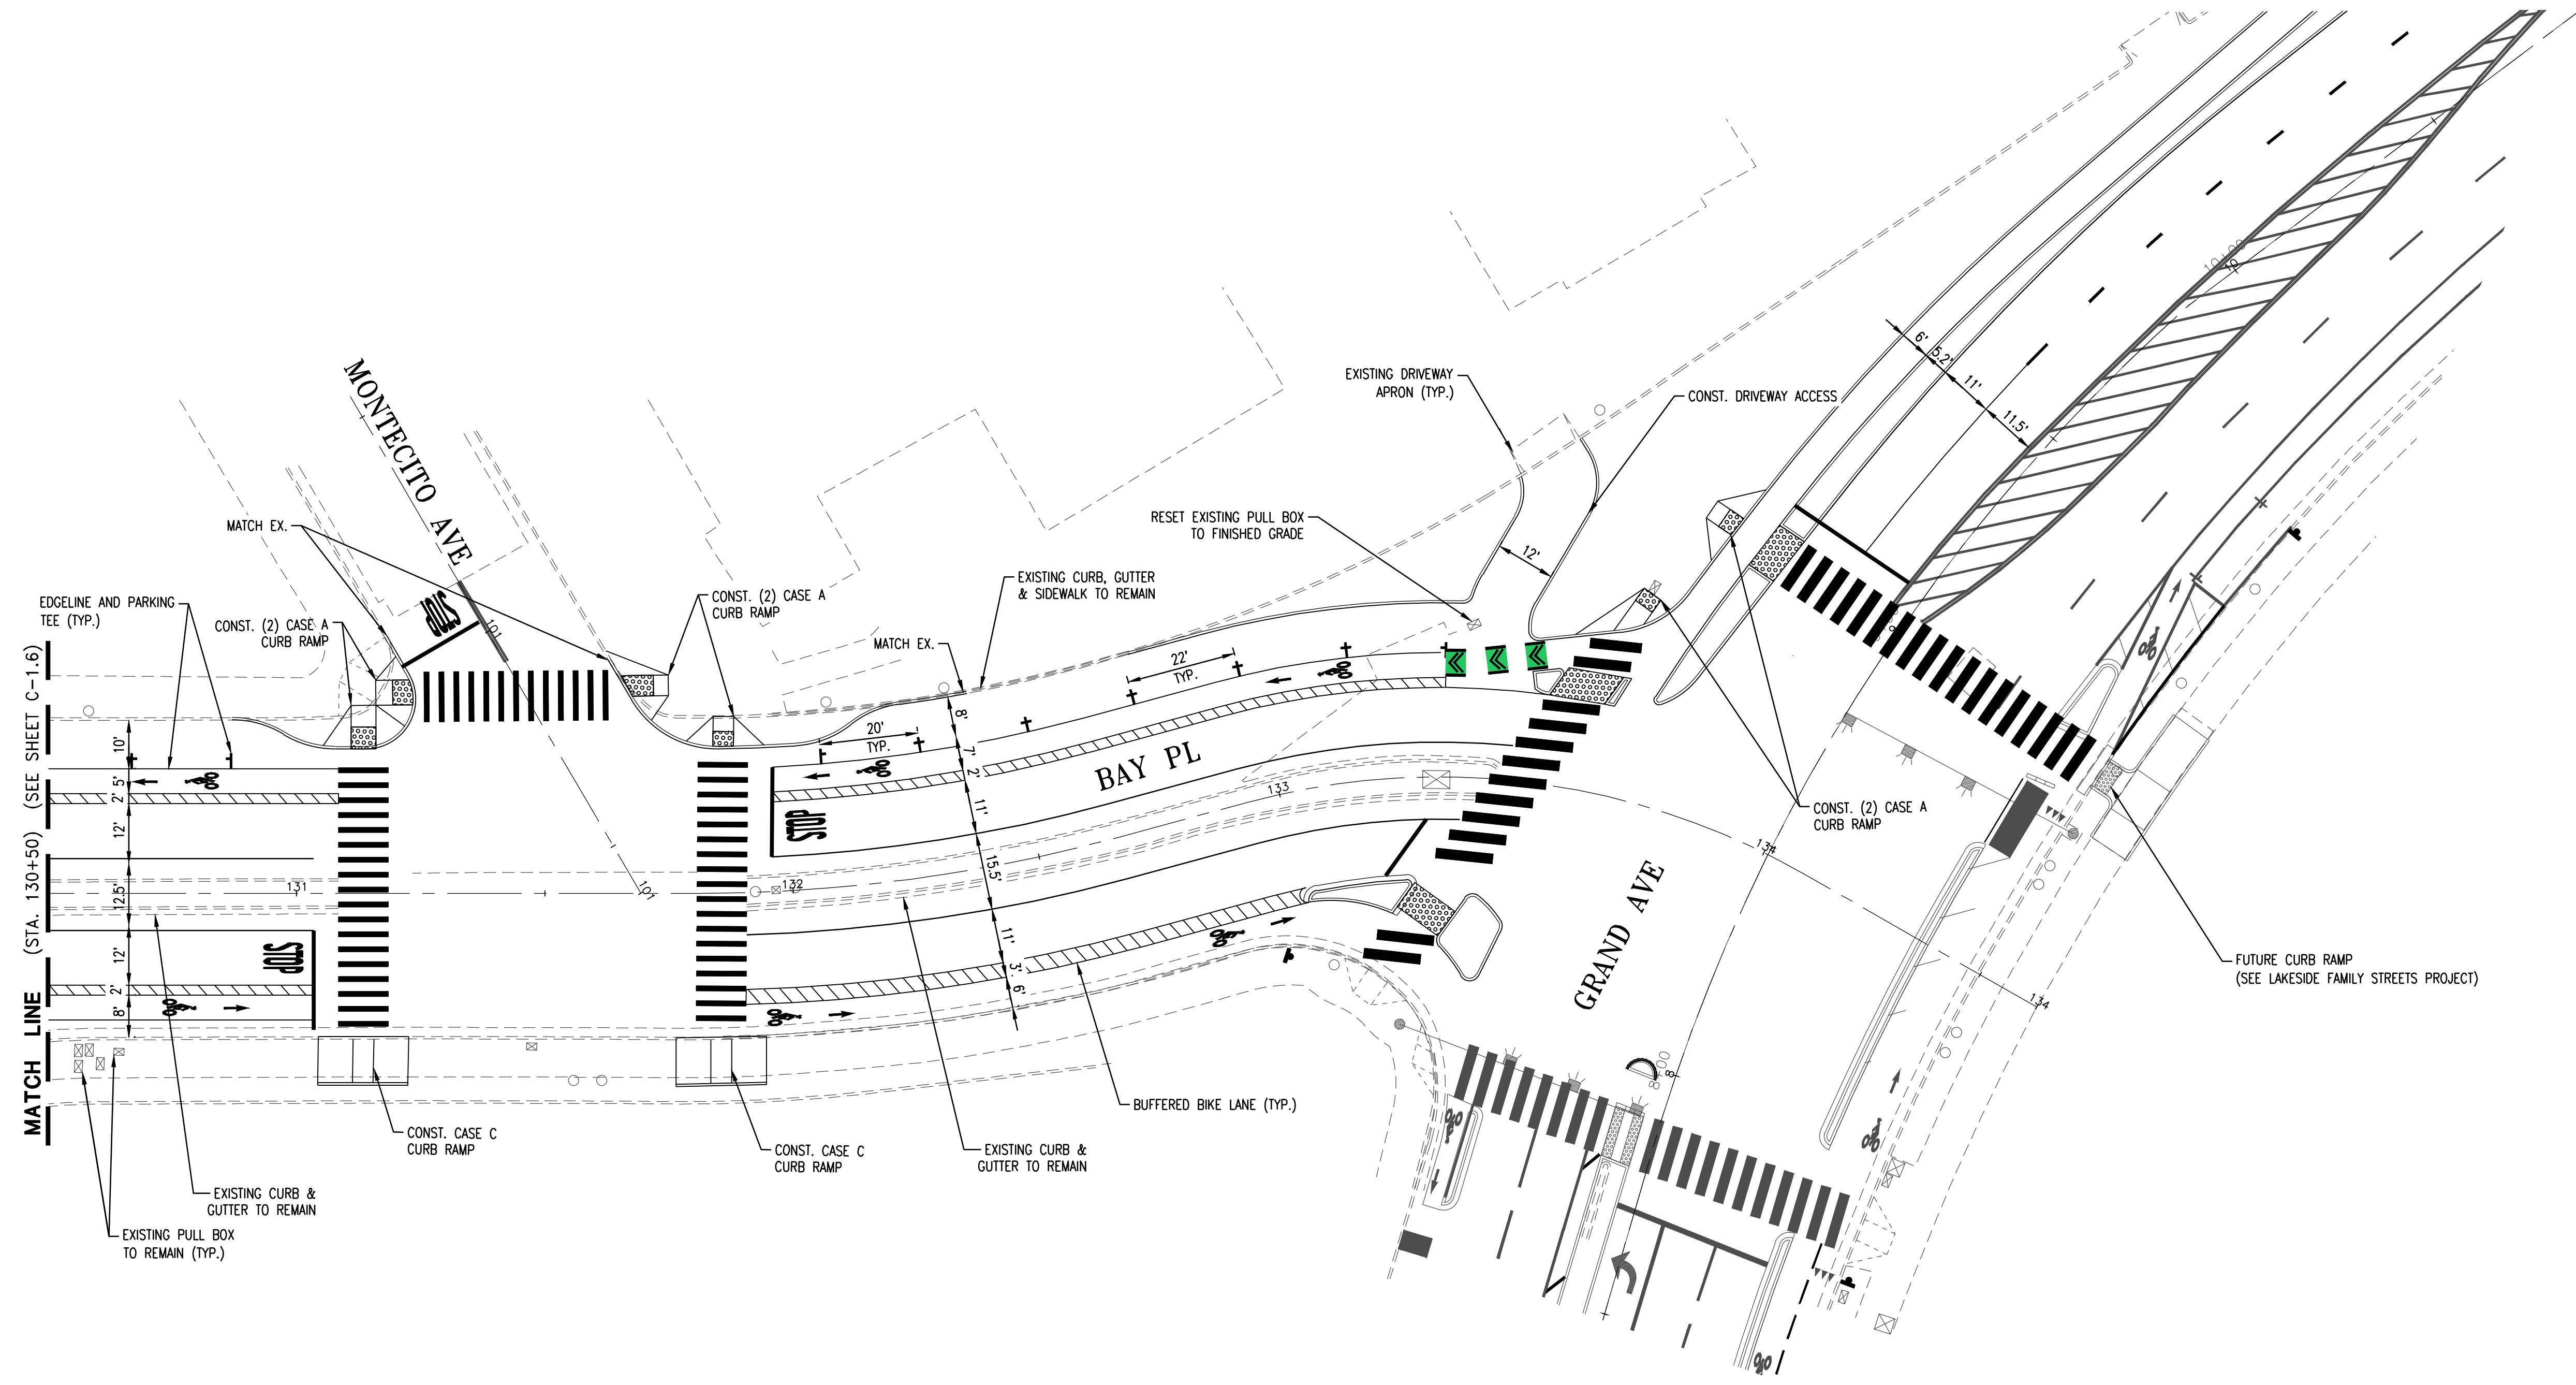 MONTECITO AVE
MATCH EX.
EDGELINE AND PARKING
TEE (TYP.)
CONST. (2) CASE A
CURB RAMP
STOP
101
CONST. (2) CASE A
CURB RAMP
MATCH EX.
EXISTING CURB, GUTTER
& SIDEWALK TO REMAIN
RESET EXISTING PULL BOX
TO FINISHED GRADE
EXISTING DRIVEWAY
APRON (TYP.)
CONST. DRIVEWAY ACCESS
12'
6'
5.2'
11'
11.5'
22'
TYP.
20'
TYP.
8'
7'
2'
11'
15.5'
11'
3'
6'
BAY PL
STOP
133
132
131
101
CONST. (2) CASE A
CURB RAMP
134
134
GRAND AVE
FUTURE CURB RAMP
(SEE LAKESIDE FAMILY STREETS PROJECT)
8+00
8
MATCH LINE (STA. 130+50) (SEE SHEET C-1.6)
10'
5'
2'
12'
12.5'
12'
2'
8'
STOP
BUFFERED BIKE LANE (TYP.)
CONST. CASE C
CURB RAMP
CONST. CASE C
CURB RAMP
EXISTING CURB &
GUTTER TO REMAIN
EXISTING CURB &
GUTTER TO REMAIN
EXISTING PULL BOX
TO REMAIN (TYP.)